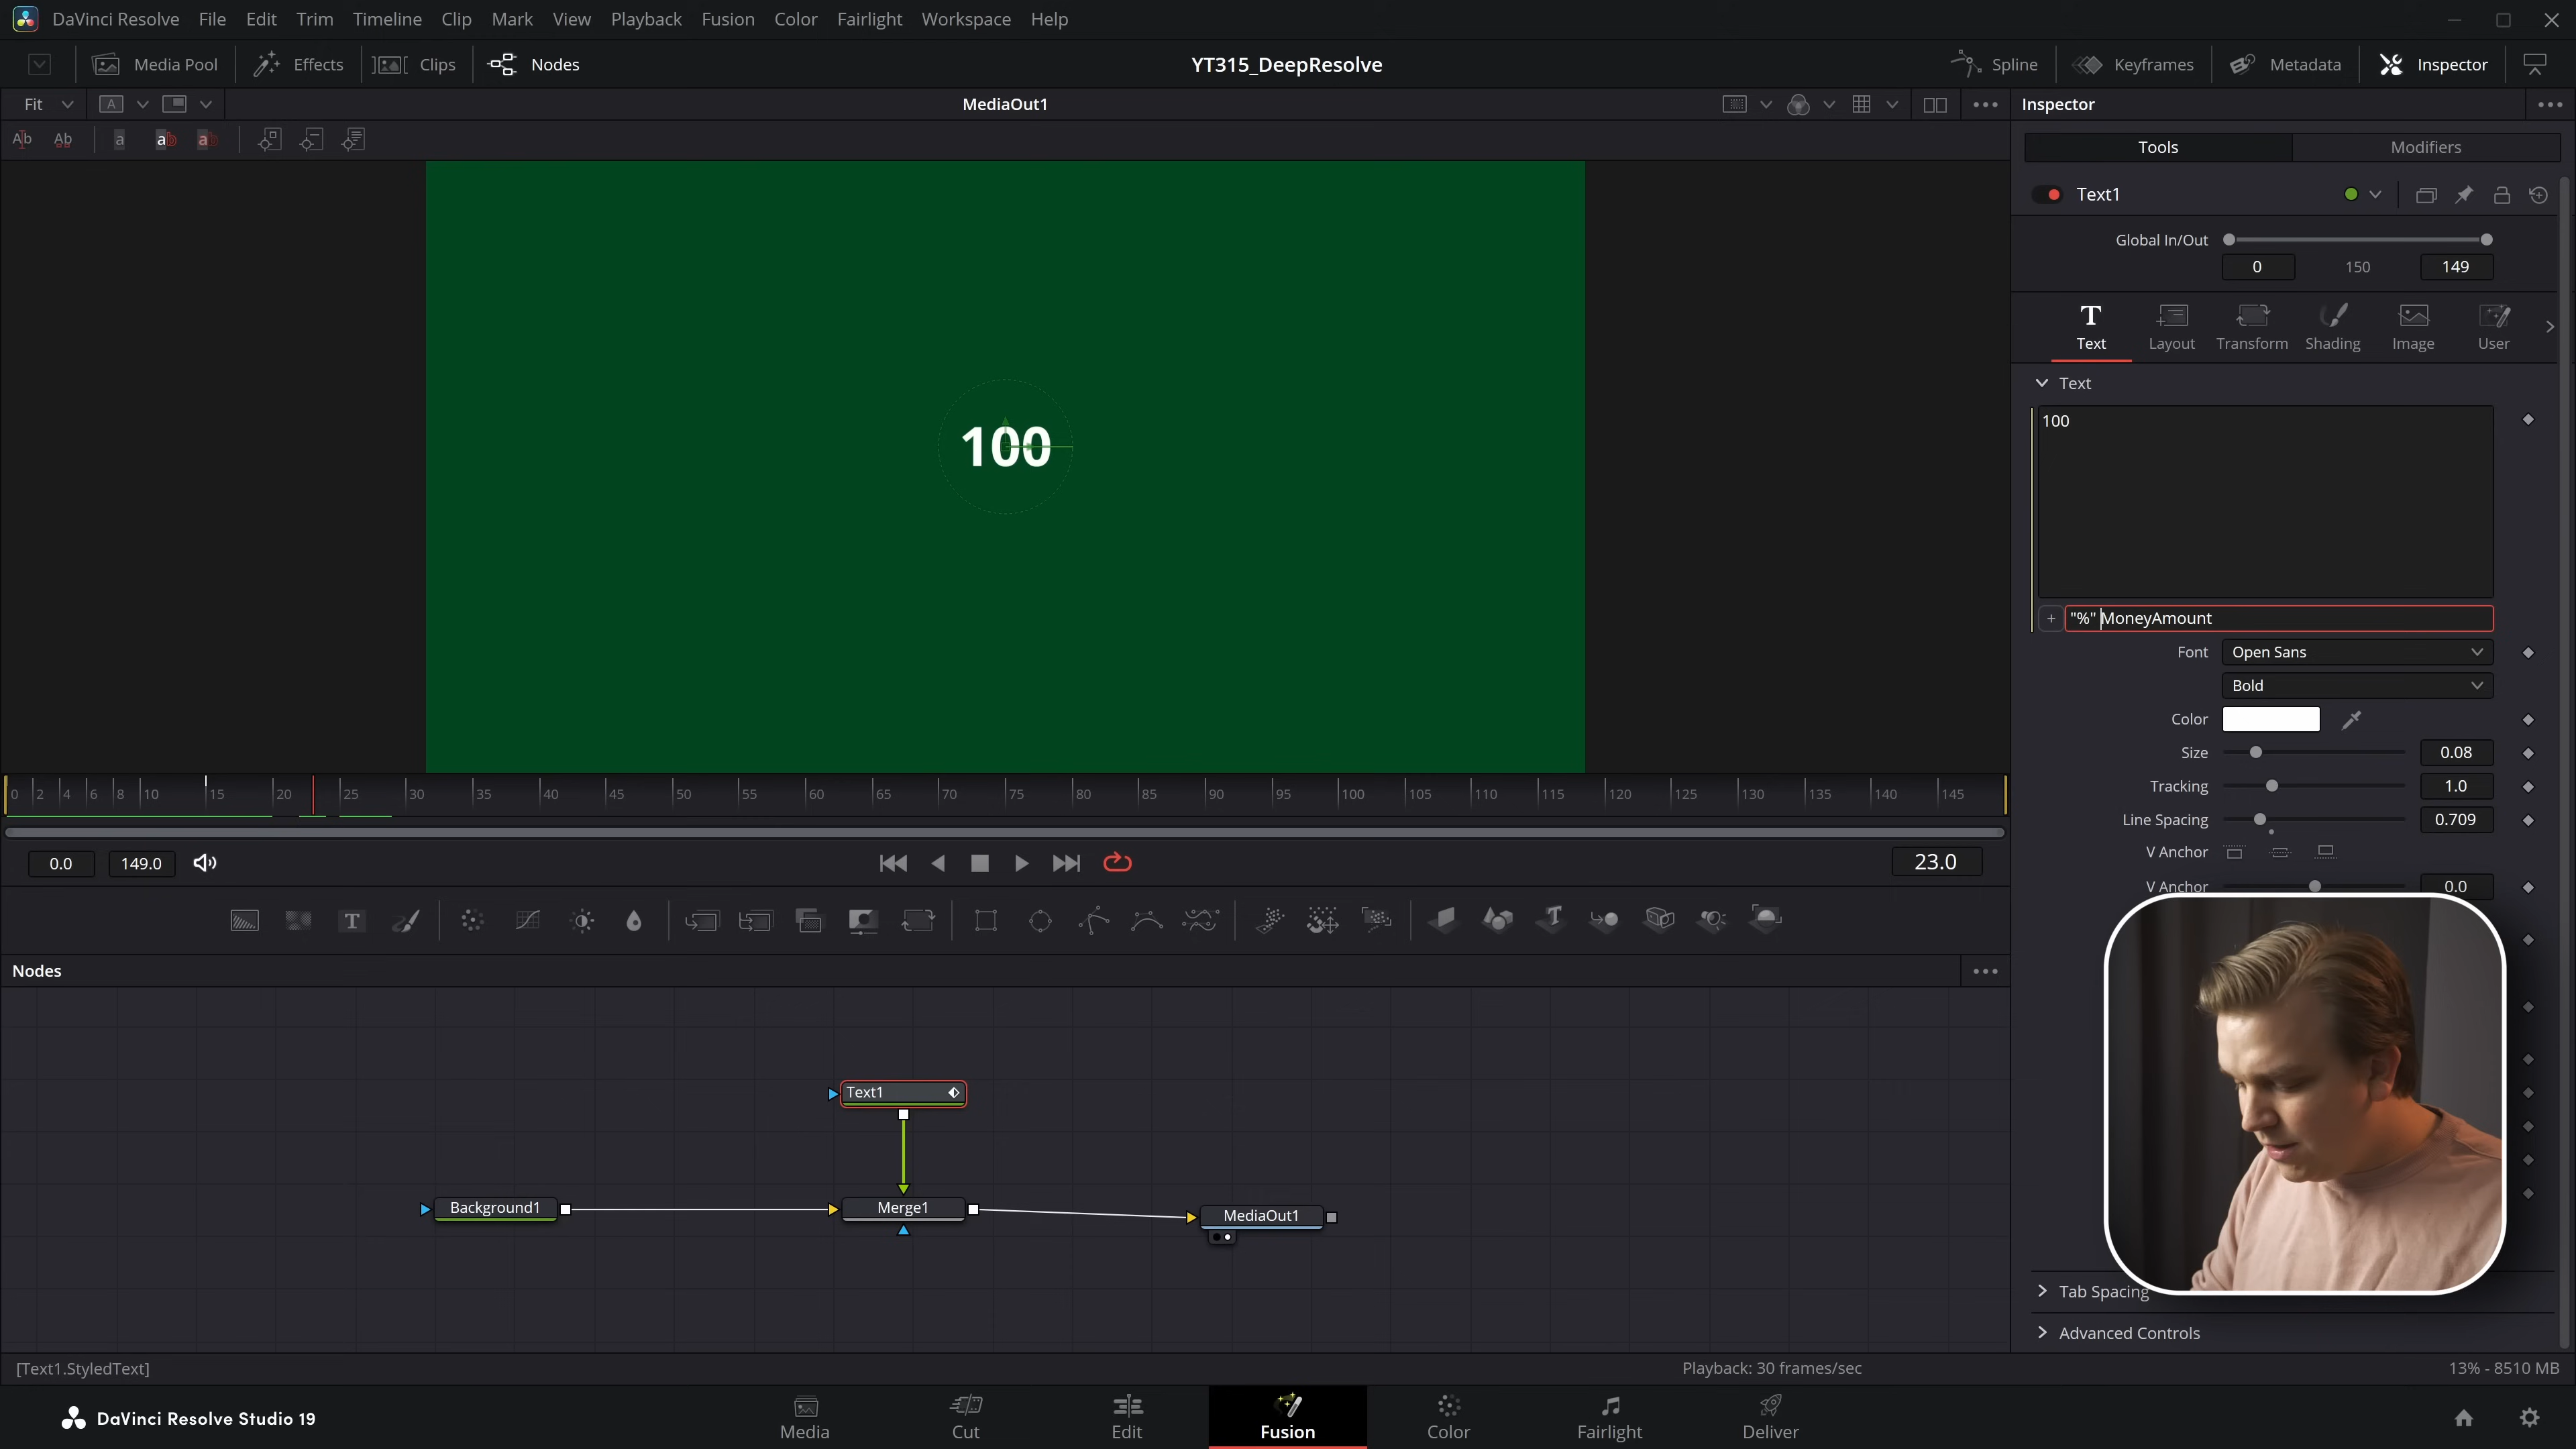 DaVinci Resolve File Edit Trim Timeline Clip Mark View Playback Fusion Color Fairlight Workspace Help
Media Pool Effects Clips Nodes YT315_DeepResolve Spline Keyframes Metadata Inspector
Fit A MediaOut1 Inspector
Tools Modifiers
Text1
Global In/Out
0 150 149
Text Layout Transform Shading Image User
Text
100
100
"%" MoneyAmount
Font Open Sans
Bold
Color
Size 0.08
Tracking 1.0
Line Spacing 0.709
V Anchor
V Anchor 0.0
0 2 4 6 8 10 15 20 25 30 35 40 45 50 55 60 65 70 75 80 85 90 95 100 105 110 115 120 125 130 135 140 145
0.0 149.0 23.0
Nodes
Text1
Background1 Merge1 MediaOut1
Tab Spacing
Advanced Controls
[Text1.StyledText] Playback: 30 frames/sec 13% - 8510 MB
DaVinci Resolve Studio 19 Media Cut Edit Fusion Color Fairlight Deliver